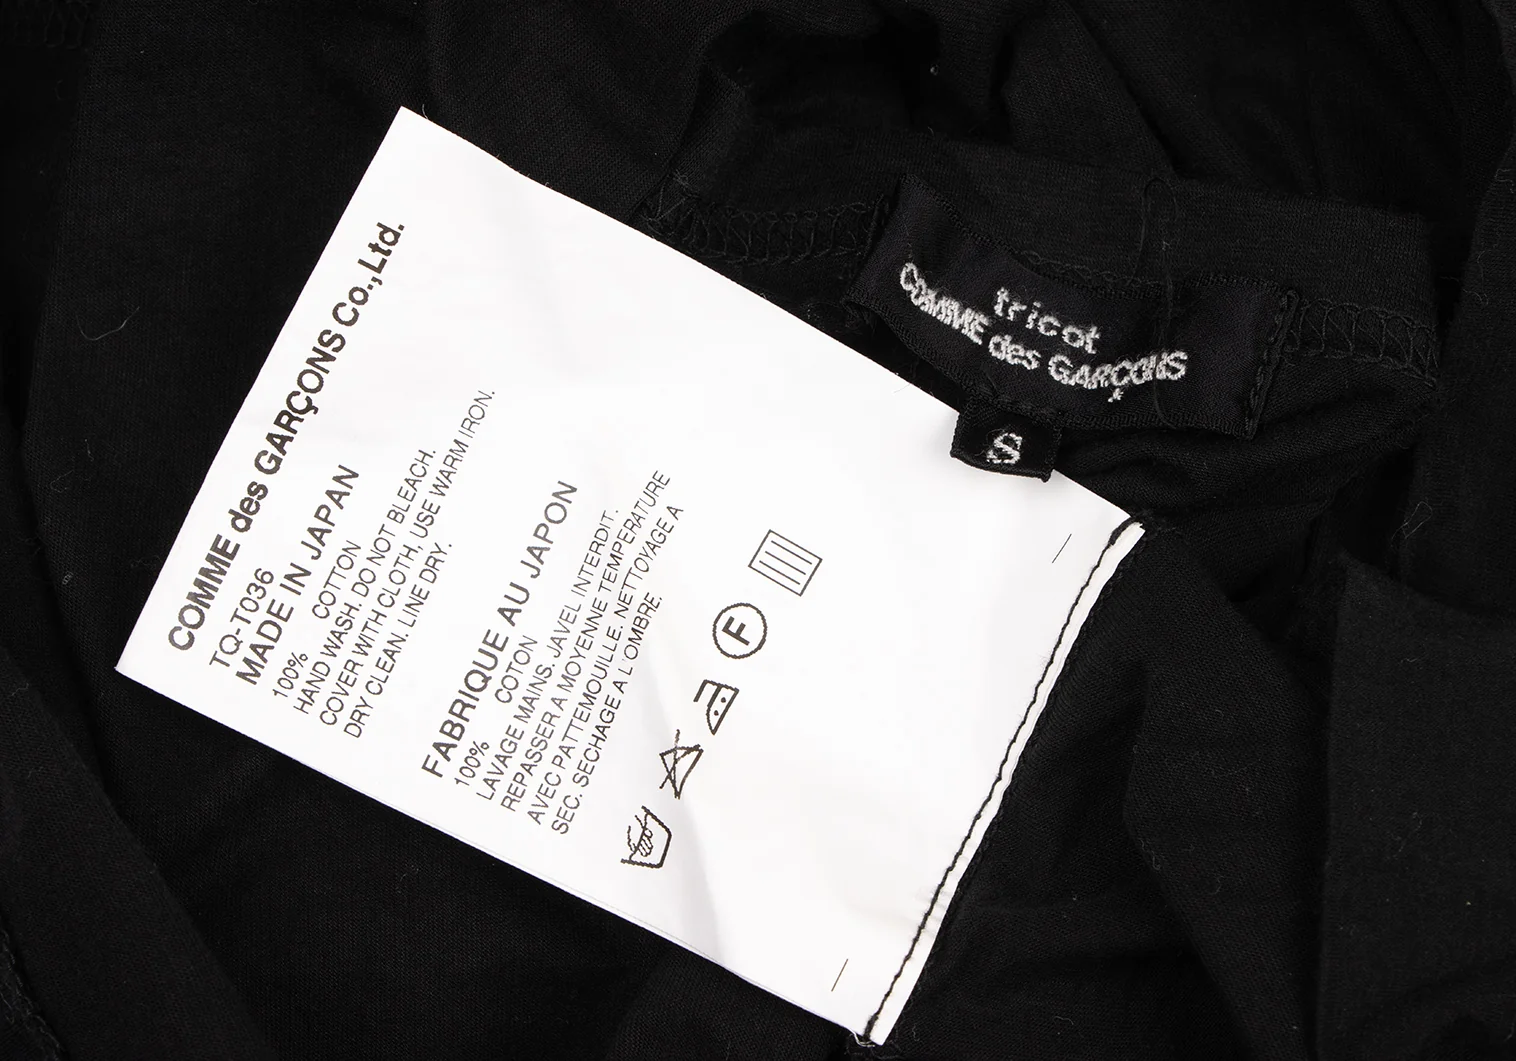 COMME des GARÇONS Co.,Ltd.
TQ-T036
MADE IN JAPAN
100% COTTON
HAND WASH. DO NOT BLEACH.
COVER WITH CLOTH, USE WARM IRON.
DRY CLEAN. LINE DRY.
FABRIQUE AU JAPON
100% COTON
LAVAGE MAINS. JAVEL INTERDIT.
REPASSER A MOYENNE TEMPERATURE
AVEC PATTEMOUILLE. NETTOYAGE A
SEC. SECHAGE A L'OMBRE.
F
tricot
COMME des GARÇONS
S